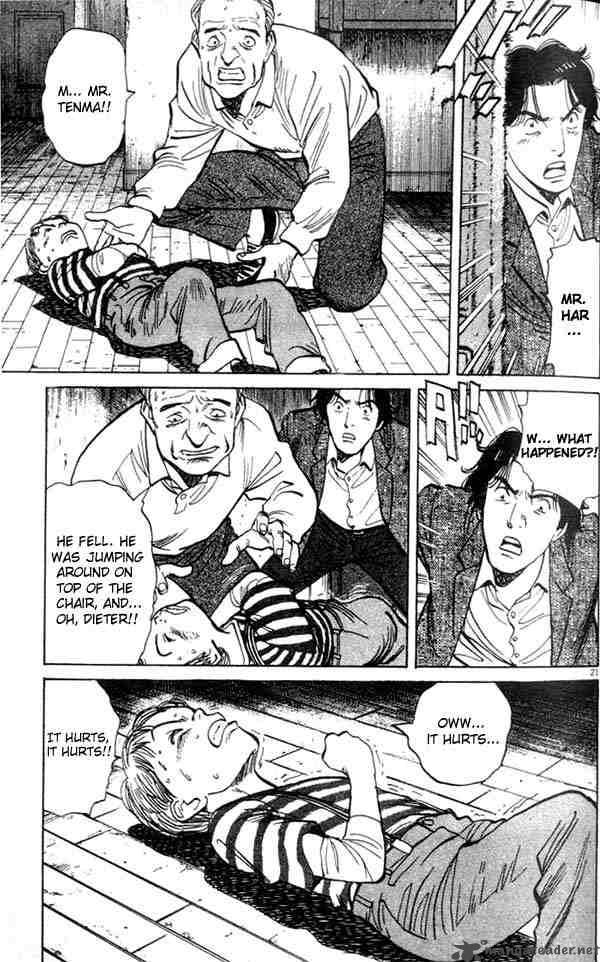 MR.
HAR
...
M... MR.
TENMA!!
W... WHAT
HAPPENED?!
HE FELL. HE
WAS JUMPING
AROUND ON
TOP OF THE
CHAIR, AND...
OH, DIETER!!
21
OWW...
IT HURTS...
IT HURTS,
IT HURTS!!